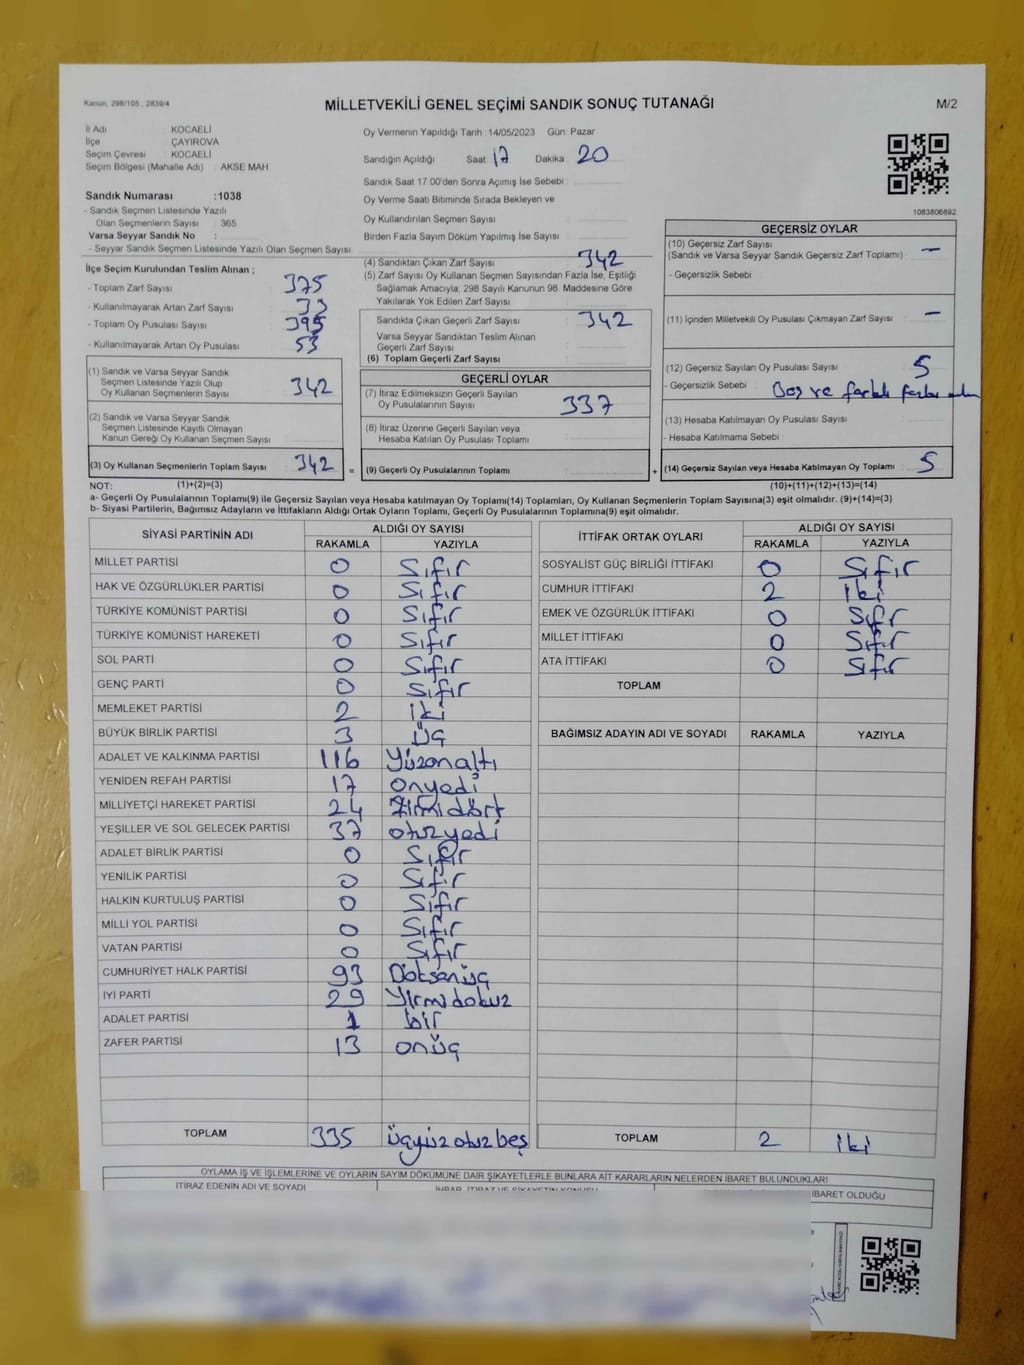 Kanun, 298/105 , 2839/4
MİLLETVEKİLİ GENEL SEÇİMİ SANDIK SONUÇ TUTANAĞI
M/2
İl Adı KOCAELİ
İlçe ÇAYIROVA
Seçim Çevresi KOCAELİ
Seçim Bölgesi (Mahalle Adı) : AKSE MAH
Sandık Numarası :1038
- Sandık Seçmen Listesinde Yazılı
Olan Seçmenlerin Sayısı : 365
Varsa Seyyar Sandık No :
- Seyyar Sandık Seçmen Listesinde Yazılı Olan Seçmen Sayısı
Oy Vermenin Yapıldığı Tarih :14/05/2023 Gün: Pazar
Sandığın Açıldığı Saat 17 Dakika 20
Sandık Saat 17:00'den Sonra Açımış İse Sebebi :
Oy Verme Saati Bitiminde Sırada Bekleyen ve
Oy Kullandırılan Seçmen Sayısı :
Birden Fazla Sayım Döküm Yapılmış İse Sayısı :
1083806892
İlçe Seçim Kurulundan Teslim Alınan ;
- Toplam Zarf Sayısı : 375
- Kullanılmayarak Artan Zarf Sayısı : 33
- Toplam Oy Pusulası Sayısı : 395
- Kullanılmayarak Artan Oy Pusulası : 53
(4) Sandıktan Çıkan Zarf Sayısı : 342
(5) Zarf Sayısı Oy Kullanan Seçmen Sayısından Fazla İse, Eşitliği
Sağlamak Amacıyla, 298 Sayılı Kanunun 98. Maddesine Göre
Yakılarak Yok Edilen Zarf Sayısı :
Sandıkta Çıkan Geçerli Zarf Sayısı : 342
Varsa Seyyar Sandıktan Teslim Alınan
Geçerli Zarf Sayısı :
(6) Toplam Geçerli Zarf Sayısı :
GEÇERSİZ OYLAR
(10) Geçersiz Zarf Sayısı
(Sandık ve Varsa Seyyar Sandık Geçersiz Zarf Toplamı) : –
- Geçersizlik Sebebi :
(11) İçinden Milletvekili Oy Pusulası Çıkmayan Zarf Sayısı : –
(12) Geçersiz Sayılan Oy Pusulası Sayısı : 5
- Geçersizlik Sebebi : Boş ve farklı
(13) Hesaba Katılmayan Oy Pusulası Sayısı :
- Hesaba Katılmama Sebebi :
(14) Geçersiz Sayılan veya Hesaba Katılmayan Oy Toplamı : 5
(1) Sandık ve Varsa Seyyar Sandık
Seçmen Listesinde Yazılı Olup
Oy Kullanan Seçmenlerin Sayısı : 342
(2) Sandık ve Varsa Seyyar Sandık
Seçmen Listesinde Kayıtlı Olmayan
Kanun Gereği Oy Kullanan Seçmen Sayısı :
(3) Oy Kullanan Seçmenlerin Toplam Sayısı : 342 =
GEÇERLİ OYLAR
(7) İtiraz Edilmeksizin Geçerli Sayılan
Oy Pusulalarının Sayısı : 337
(8) İtiraz Üzerine Geçerli Sayılan veya
Hesaba Katılan Oy Pusulası Toplamı :
(9) Geçerli Oy Pusulalarının Toplamı : +
NOT: (1)+(2)=(3) (10)+(11)+(12)+(13)=(14)
a- Geçerli Oy Pusulalarının Toplamı(9) ile Geçersiz Sayılan veya Hesaba katılmayan Oy Toplamı(14) Toplamları, Oy Kullanan Seçmenlerin Toplam Sayısına(3) eşit olmalıdır. (9)+(14)=(3)
b- Siyasi Partilerin, Bağımsız Adayların ve İttifakların Aldığı Ortak Oyların Toplamı, Geçerli Oy Pusulalarının Toplamına(9) eşit olmalıdır.
SİYASİ PARTİNİN ADI ALDIĞI OY SAYISI
RAKAMLA YAZIYLA
MİLLET PARTİSİ 0 Sıfır
HAK VE ÖZGÜRLÜKLER PARTİSİ 0 Sıfır
TÜRKİYE KOMÜNİST PARTİSİ 0 Sıfır
TÜRKİYE KOMÜNİST HAREKETİ 0 Sıfır
SOL PARTİ 0 Sıfır
GENÇ PARTİ 0 Sıfır
MEMLEKET PARTİSİ 2 iki
BÜYÜK BİRLİK PARTİSİ 3 üç
ADALET VE KALKINMA PARTİSİ 116 Yüzonaltı
YENİDEN REFAH PARTİSİ 17 onyedi
MİLLİYETÇİ HAREKET PARTİSİ 24 Yirmidört
YEŞİLLER VE SOL GELECEK PARTİSİ 37 otuzyedi
ADALET BİRLİK PARTİSİ 0 Sıfır
YENİLİK PARTİSİ 0 Sıfır
HALKIN KURTULUŞ PARTİSİ 0 Sıfır
MİLLİ YOL PARTİSİ 0 Sıfır
VATAN PARTİSİ 0 Sıfır
CUMHURİYET HALK PARTİSİ 93 Doksanüç
İYİ PARTİ 29 Yirmidokuz
ADALET PARTİSİ 1 bir
ZAFER PARTİSİ 13 onüç
TOPLAM 335 üçyüzotuzbeş
İTTİFAK ORTAK OYLARI ALDIĞI OY SAYISI
RAKAMLA YAZIYLA
SOSYALİST GÜÇ BİRLİĞİ İTTİFAKI 0 Sıfır
CUMHUR İTTİFAKI 2 iki
EMEK VE ÖZGÜRLÜK İTTİFAKI 0 Sıfır
MİLLET İTTİFAKI 0 Sıfır
ATA İTTİFAKI 0 Sıfır
TOPLAM
BAĞIMSIZ ADAYIN ADI VE SOYADI RAKAMLA YAZIYLA
TOPLAM 2 iki
OYLAMA İŞ VE İŞLEMLERİNE VE OYLARIN SAYIM DÖKÜMÜNE DAİR ŞİKAYETLERLE BUNLARA AİT KARARLARIN NELERDEN İBARET BULUNDUKLARI
İTİRAZ EDENİN ADI VE SOYADI
İBARET OLDUĞU